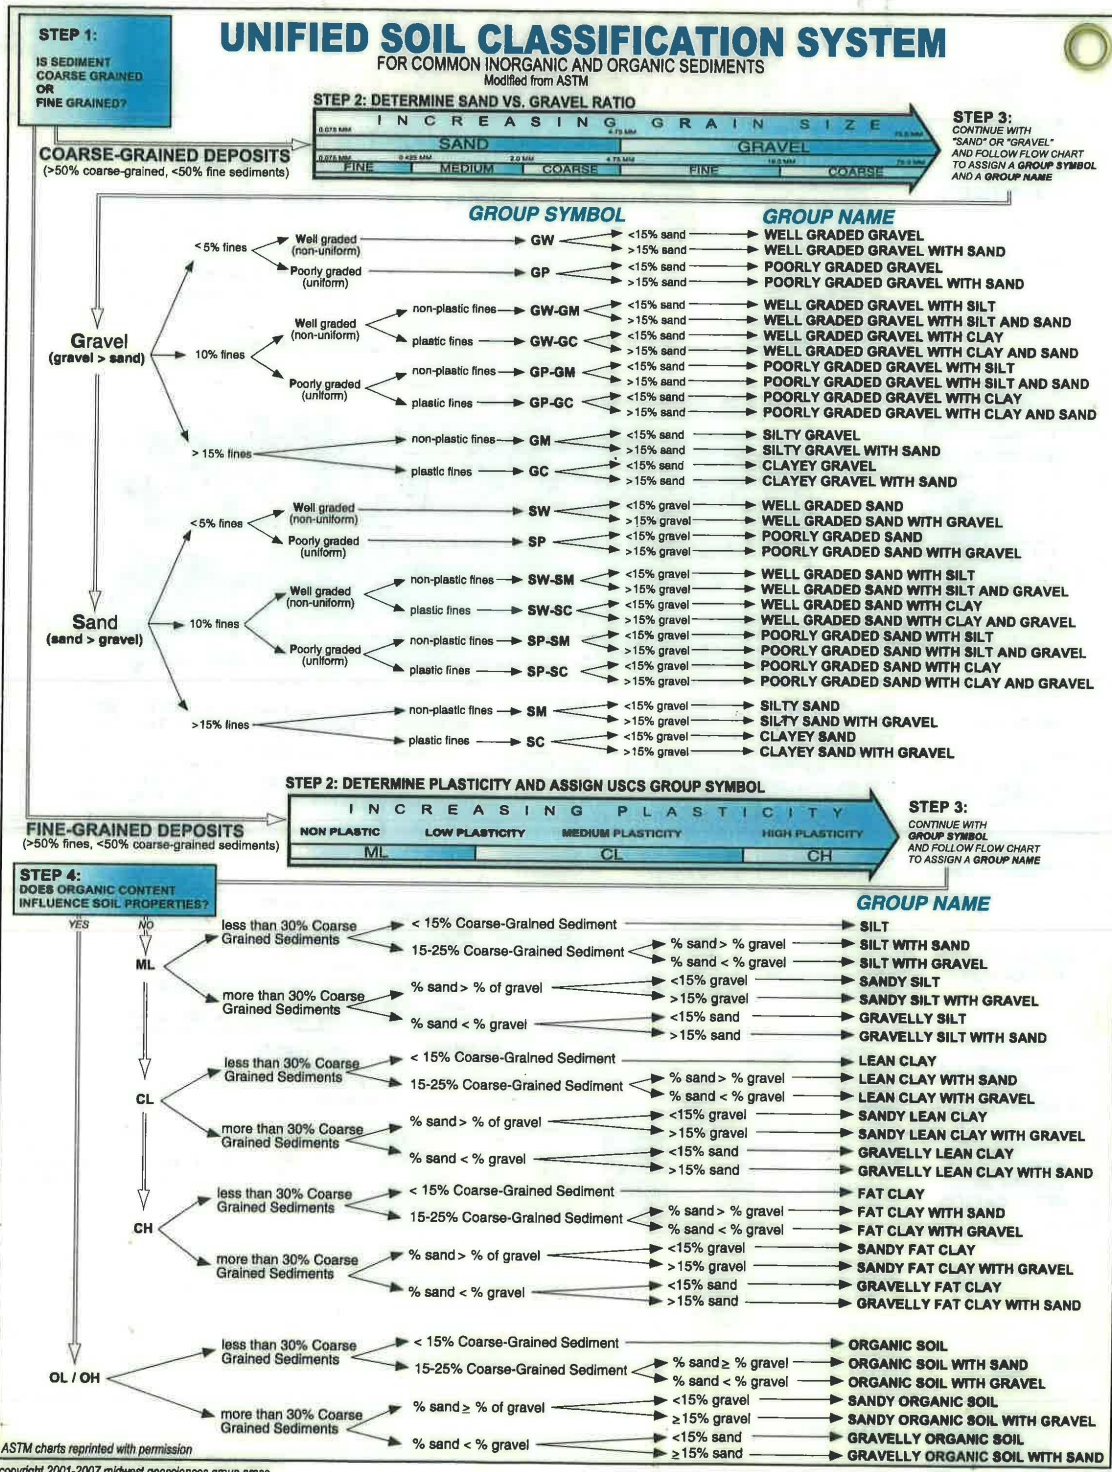 STEP 1:
IS SEDIMENT
COARSE GRAINED
OR
FINE GRAINED?
UNIFIED SOIL CLASSIFICATION SYSTEM
FOR COMMON INORGANIC AND ORGANIC SEDIMENTS
Modified from ASTM
STEP 2: DETERMINE SAND VS. GRAVEL RATIO
INCREASING GRAIN SIZE
0.075 MM 4.75 MM 75.0 MM
SAND GRAVEL
0.075 MM 0.425 MM 2.0 MM 4.75 MM 19.0 MM 75.0 MM
FINE MEDIUM COARSE FINE COARSE
STEP 3:
CONTINUE WITH
"SAND" OR "GRAVEL"
AND FOLLOW FLOW CHART
TO ASSIGN A GROUP SYMBOL
AND A GROUP NAME
COARSE-GRAINED DEPOSITS
(>50% coarse-grained, <50% fine sediments)
GROUP SYMBOL GROUP NAME
Gravel
(gravel > sand)
<5% fines
Well graded
(non-uniform)
GW
<15% sand WELL GRADED GRAVEL
>15% sand WELL GRADED GRAVEL WITH SAND
Poorly graded
(uniform)
GP
<15% sand POORLY GRADED GRAVEL
>15% sand POORLY GRADED GRAVEL WITH SAND
10% fines
Well graded
(non-uniform)
non-plastic fines GW-GM
<15% sand WELL GRADED GRAVEL WITH SILT
>15% sand WELL GRADED GRAVEL WITH SILT AND SAND
plastic fines GW-GC
<15% sand WELL GRADED GRAVEL WITH CLAY
>15% sand WELL GRADED GRAVEL WITH CLAY AND SAND
Poorly graded
(uniform)
non-plastic fines GP-GM
<15% sand POORLY GRADED GRAVEL WITH SILT
>15% sand POORLY GRADED GRAVEL WITH SILT AND SAND
plastic fines GP-GC
<15% sand POORLY GRADED GRAVEL WITH CLAY
>15% sand POORLY GRADED GRAVEL WITH CLAY AND SAND
>15% fines
non-plastic fines GM
<15% sand SILTY GRAVEL
>15% sand SILTY GRAVEL WITH SAND
plastic fines GC
<15% sand CLAYEY GRAVEL
>15% sand CLAYEY GRAVEL WITH SAND
Sand
(sand > gravel)
<5% fines
Well graded
(non-uniform)
SW
<15% gravel WELL GRADED SAND
>15% gravel WELL GRADED SAND WITH GRAVEL
Poorly graded
(uniform)
SP
<15% gravel POORLY GRADED SAND
>15% gravel POORLY GRADED SAND WITH GRAVEL
10% fines
Well graded
(non-uniform)
non-plastic fines SW-SM
<15% gravel WELL GRADED SAND WITH SILT
>15% gravel WELL GRADED SAND WITH SILT AND GRAVEL
plastic fines SW-SC
<15% gravel WELL GRADED SAND WITH CLAY
>15% gravel WELL GRADED SAND WITH CLAY AND GRAVEL
Poorly graded
(uniform)
non-plastic fines SP-SM
<15% gravel POORLY GRADED SAND WITH SILT
>15% gravel POORLY GRADED SAND WITH SILT AND GRAVEL
plastic fines SP-SC
<15% gravel POORLY GRADED SAND WITH CLAY
>15% gravel POORLY GRADED SAND WITH CLAY AND GRAVEL
>15% fines
non-plastic fines SM
<15% gravel SILTY SAND
>15% gravel SILTY SAND WITH GRAVEL
plastic fines SC
<15% gravel CLAYEY SAND
>15% gravel CLAYEY SAND WITH GRAVEL
STEP 2: DETERMINE PLASTICITY AND ASSIGN USCS GROUP SYMBOL
INCREASING PLASTICITY
NON PLASTIC LOW PLASTICITY MEDIUM PLASTICITY HIGH PLASTICITY
ML CL CH
STEP 3:
CONTINUE WITH
GROUP SYMBOL
AND FOLLOW FLOW CHART
TO ASSIGN A GROUP NAME
FINE-GRAINED DEPOSITS
(>50% fines, <50% coarse-grained sediments)
STEP 4:
DOES ORGANIC CONTENT
INFLUENCE SOIL PROPERTIES?
YES NO
GROUP NAME
ML
less than 30% Coarse
Grained Sediments
< 15% Coarse-Grained Sediment SILT
15-25% Coarse-Grained Sediment
% sand > % gravel SILT WITH SAND
% sand < % gravel SILT WITH GRAVEL
more than 30% Coarse
Grained Sediments
% sand > % of gravel
<15% gravel SANDY SILT
>15% gravel SANDY SILT WITH GRAVEL
% sand < % gravel
<15% sand GRAVELLY SILT
>15% sand GRAVELLY SILT WITH SAND
CL
less than 30% Coarse
Grained Sediments
< 15% Coarse-Grained Sediment LEAN CLAY
15-25% Coarse-Grained Sediment
% sand > % gravel LEAN CLAY WITH SAND
% sand < % gravel LEAN CLAY WITH GRAVEL
more than 30% Coarse
Grained Sediments
% sand > % of gravel
<15% gravel SANDY LEAN CLAY
>15% gravel SANDY LEAN CLAY WITH GRAVEL
% sand < % gravel
<15% sand GRAVELLY LEAN CLAY
>15% sand GRAVELLY LEAN CLAY WITH SAND
CH
less than 30% Coarse
Grained Sediments
< 15% Coarse-Grained Sediment FAT CLAY
15-25% Coarse-Grained Sediment
% sand > % gravel FAT CLAY WITH SAND
% sand < % gravel FAT CLAY WITH GRAVEL
more than 30% Coarse
Grained Sediments
% sand > % of gravel
<15% gravel SANDY FAT CLAY
>15% gravel SANDY FAT CLAY WITH GRAVEL
% sand < % gravel
<15% sand GRAVELLY FAT CLAY
>15% sand GRAVELLY FAT CLAY WITH SAND
OL / OH
less than 30% Coarse
Grained Sediments
< 15% Coarse-Grained Sediment ORGANIC SOIL
15-25% Coarse-Grained Sediment
% sand ≥ % gravel ORGANIC SOIL WITH SAND
% sand < % gravel ORGANIC SOIL WITH GRAVEL
more than 30% Coarse
Grained Sediments
% sand ≥ % of gravel
<15% gravel SANDY ORGANIC SOIL
≥15% gravel SANDY ORGANIC SOIL WITH GRAVEL
% sand < % gravel
<15% sand GRAVELLY ORGANIC SOIL
≥15% sand GRAVELLY ORGANIC SOIL WITH SAND
ASTM charts reprinted with permission
copyright 2001-2007 midwest geosciences group press